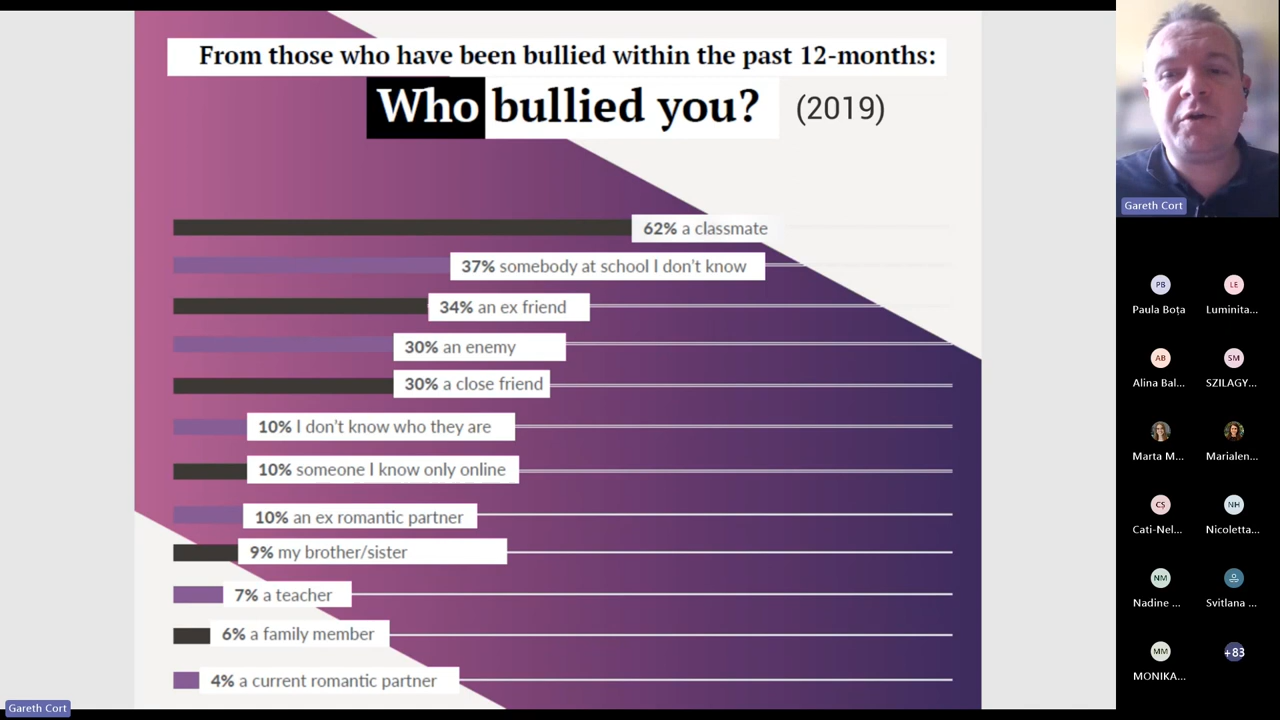 From those who have been bullied within the past 12-months:
Who bullied you? (2019)
62% a classmate
37% somebody at school I don't know
34% an ex friend
30% an enemy
30% a close friend
10% I don't know who they are
10% someone I know only online
10% an ex romantic partner
9% my brother/sister
7% a teacher
6% a family member
4% a current romantic partner
Gareth Cort
Gareth Cort
PB
LE
Paula Boța
Luminita...
AB
SM
Alina Bal...
SZILAGY...
Marta M...
Marialen...
CȘ
NH
Cati-Nel...
Nicoletta...
NM
Nadine ...
Svitlana ...
MM
+83
MONIKA...